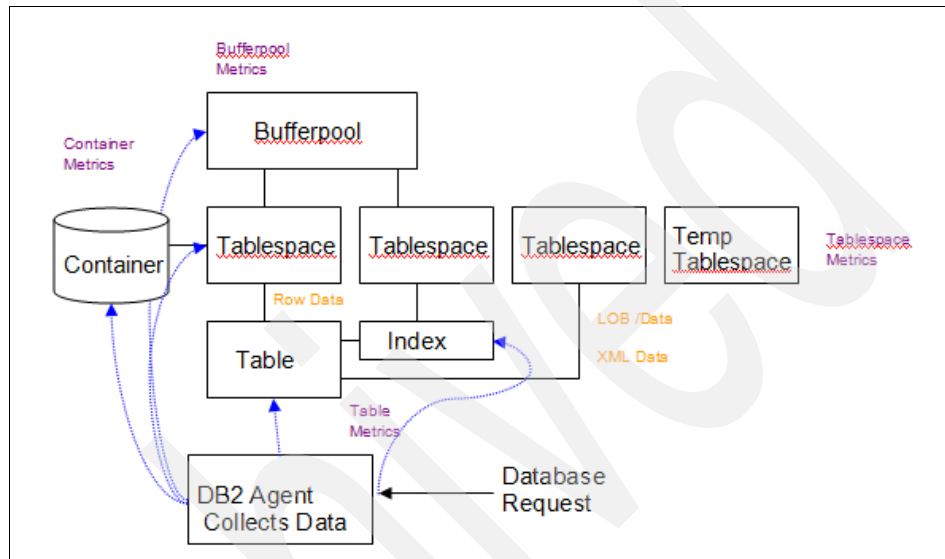 Bufferpool
Metrics
Bufferpool
Container
Metrics
Container
Tablespace
Tablespace
Tablespace
Temp
Tablespace
Tablespace
Metrics
Row Data
LOB /Data
XML Data
Table
Index
Table
Metrics
DB2 Agent
Collects Data
Database
Request